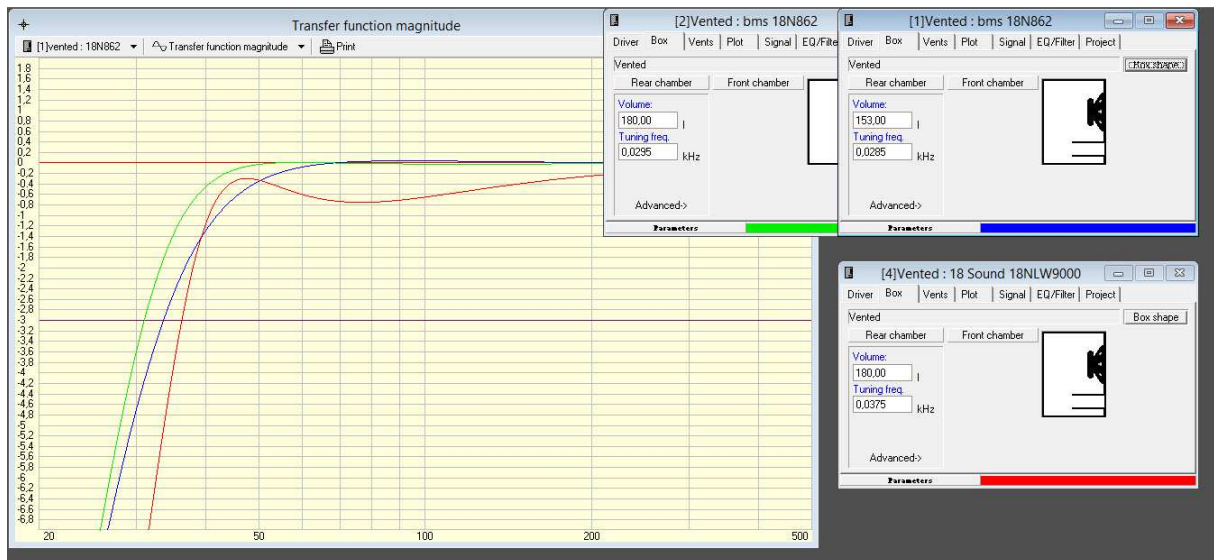 Transfer function magnitude
[1]vented : 18N862 Transfer function magnitude Print
1,8
1,6
1,4
1,2
1
0,8
0,6
0,4
0,2
0
-0,2
-0,4
-0,6
-0,8
-1
-1,2
-1,4
-1,6
-1,8
-2
-2,2
-2,4
-2,6
-2,8
-3
-3,2
-3,4
-3,6
-3,8
-4
-4,2
-4,4
-4,6
-4,8
-5
-5,2
-5,4
-5,6
-5,8
-6
-6,2
-6,4
-6,6
-6,8
20 50 100 200 500
[2]Vented : bms 18N862
Driver Box Vents Plot Signal EQ/Filte
Vented
Rear chamber Front chamber
Volume:
180,00 l
Tuning freq.
0,0295 kHz
Advanced->
Parameters
[1]Vented : bms 18N862
Driver Box Vents Plot Signal EQ/Filter Project
Vented Box shape
Rear chamber Front chamber
Volume:
153,00 l
Tuning freq.
0,0285 kHz
Advanced->
Parameters
[4]Vented : 18 Sound 18NLW9000
Driver Box Vents Plot Signal EQ/Filter Project
Vented Box shape
Rear chamber Front chamber
Volume:
180,00 l
Tuning freq.
0,0375 kHz
Advanced->
Parameters